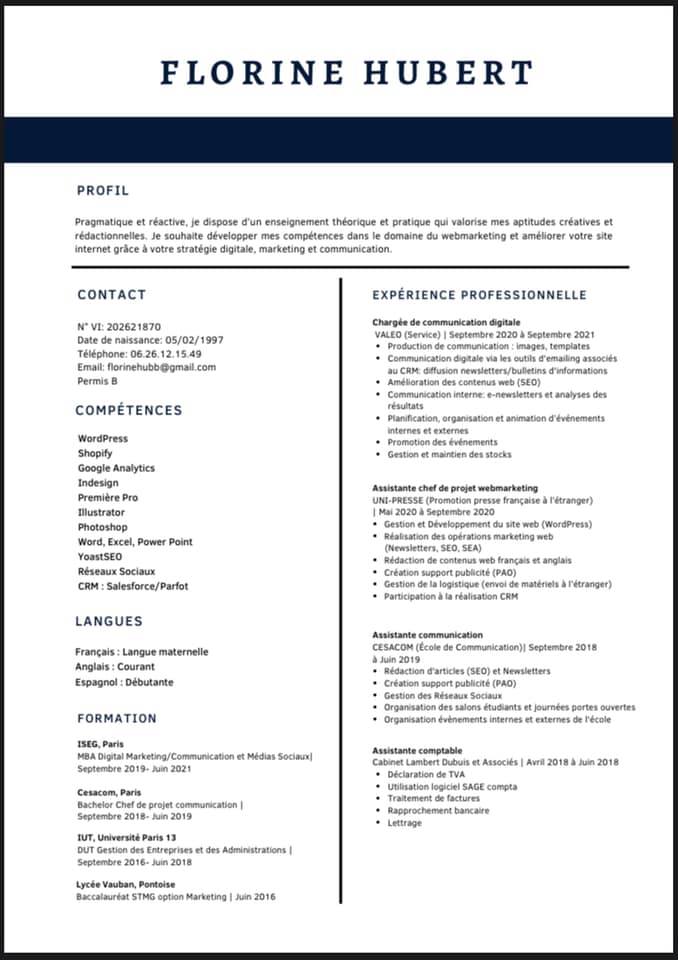 FLORINE HUBERT
PROFIL
Pragmatique et réactive, je dispose d'un enseignement théorique et pratique qui valorise mes aptitudes créatives et
rédactionnelles. Je souhaite développer mes compétences dans le domaine du webmarketing et améliorer votre site
internet grâce à votre stratégie digitale, marketing et communication.
CONTACT
N° VI: 202621870
Date de naissance: 05/02/1997
Téléphone: 06.26.12.15.49
Email: florinehubb@gmail.com
Permis B
COMPÉTENCES
WordPress
Shopify
Google Analytics
Indesign
Première Pro
Illustrator
Photoshop
Word, Excel, Power Point
YoastSEO
Réseaux Sociaux
CRM : Salesforce/Parfot
LANGUES
Français : Langue maternelle
Anglais : Courant
Espagnol : Débutante
FORMATION
ISEG, Paris
MBA Digital Marketing/Communication et Médias Sociaux|
Septembre 2019- Juin 2021
Cesacom, Paris
Bachelor Chef de projet communication |
Septembre 2018- Juin 2019
IUT, Université Paris 13
DUT Gestion des Entreprises et des Administrations |
Septembre 2016- Juin 2018
Lycée Vauban, Pontoise
Baccalauréat STMG option Marketing | Juin 2016
EXPÉRIENCE PROFESSIONNELLE
Chargée de communication digitale
VALEO (Service) | Septembre 2020 à Septembre 2021
• Production de communication : images, templates
• Communication digitale via les outils d'emailing associés
au CRM: diffusion newsletters/bulletins d'informations
• Amélioration des contenus web (SEO)
• Communication interne: e-newsletters et analyses des
résultats
• Planification, organisation et animation d'événements
internes et externes
• Promotion des événements
• Gestion et maintien des stocks
Assistante chef de projet webmarketing
UNI-PRESSE (Promotion presse française à l'étranger)
| Mai 2020 à Septembre 2020
• Gestion et Développement du site web (WordPress)
• Réalisation des opérations marketing web
(Newsletters, SEO, SEA)
• Rédaction de contenus web français et anglais
• Création support publicité (PAO)
• Gestion de la logistique (envoi de matériels à l'étranger)
• Participation à la réalisation CRM
Assistante communication
CESACOM (École de Communication)| Septembre 2018
à Juin 2019
• Rédaction d'articles (SEO) et Newsletters
• Création support publicité (PAO)
• Gestion des Réseaux Sociaux
• Organisation des salons étudiants et journées portes ouvertes
• Organisation évènements internes et externes de l'école
Assistante comptable
Cabinet Lambert Dubuis et Associés | Avril 2018 à Juin 2018
• Déclaration de TVA
• Utilisation logiciel SAGE compta
• Traitement de factures
• Rapprochement bancaire
• Lettrage